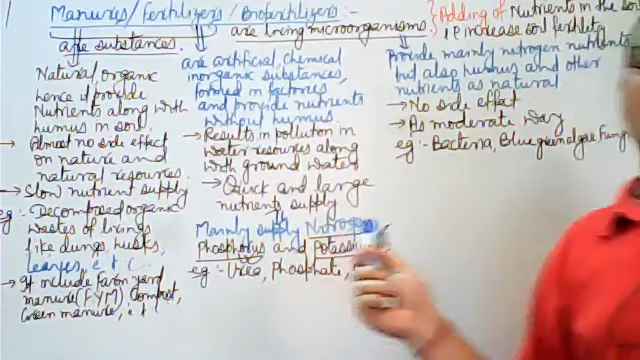 Manures/Fertilizers/Biofertilizers:-
Adding of Nutrients in the
i.e increase soil fertility
are living microorganisms.
are substances.
Natural/organic
hence it provide
Nutrients along with
humus in soil.
→ Almost no side effect
on nature and
natural resources.
→ Slow nutrient supply
eg:- Decomposed organic
wastes of livings
like dungs, husks,
leaves, etc.
→ It include Farm yard
manure (FYM) Compost,
Green manure, etc
are artificial, chemical
inorganic substances,
formed in factories
and provide nutrients
without humus.
→ Results in pollution in
water resources along
with ground water
→ Quick and large
nutrients supply
Mainly supply Nitrogen
Phosphorus and Potassium
eg:- Urea, Phosphate,
Provide mainly nitrogen nutrients
but also humus and other
nutrients as natural.
→ No side effect
→ As moderate way
eg:- Bacteria, Blue green algae, Fungi